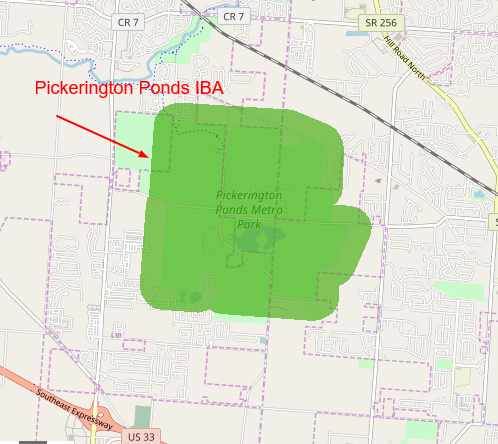 CR 7
CR 7
SR 256
Hill Road North
Pickerington Ponds IBA
Pickerington
Ponds Metro
Park
S
Southeast Expressway
US 33